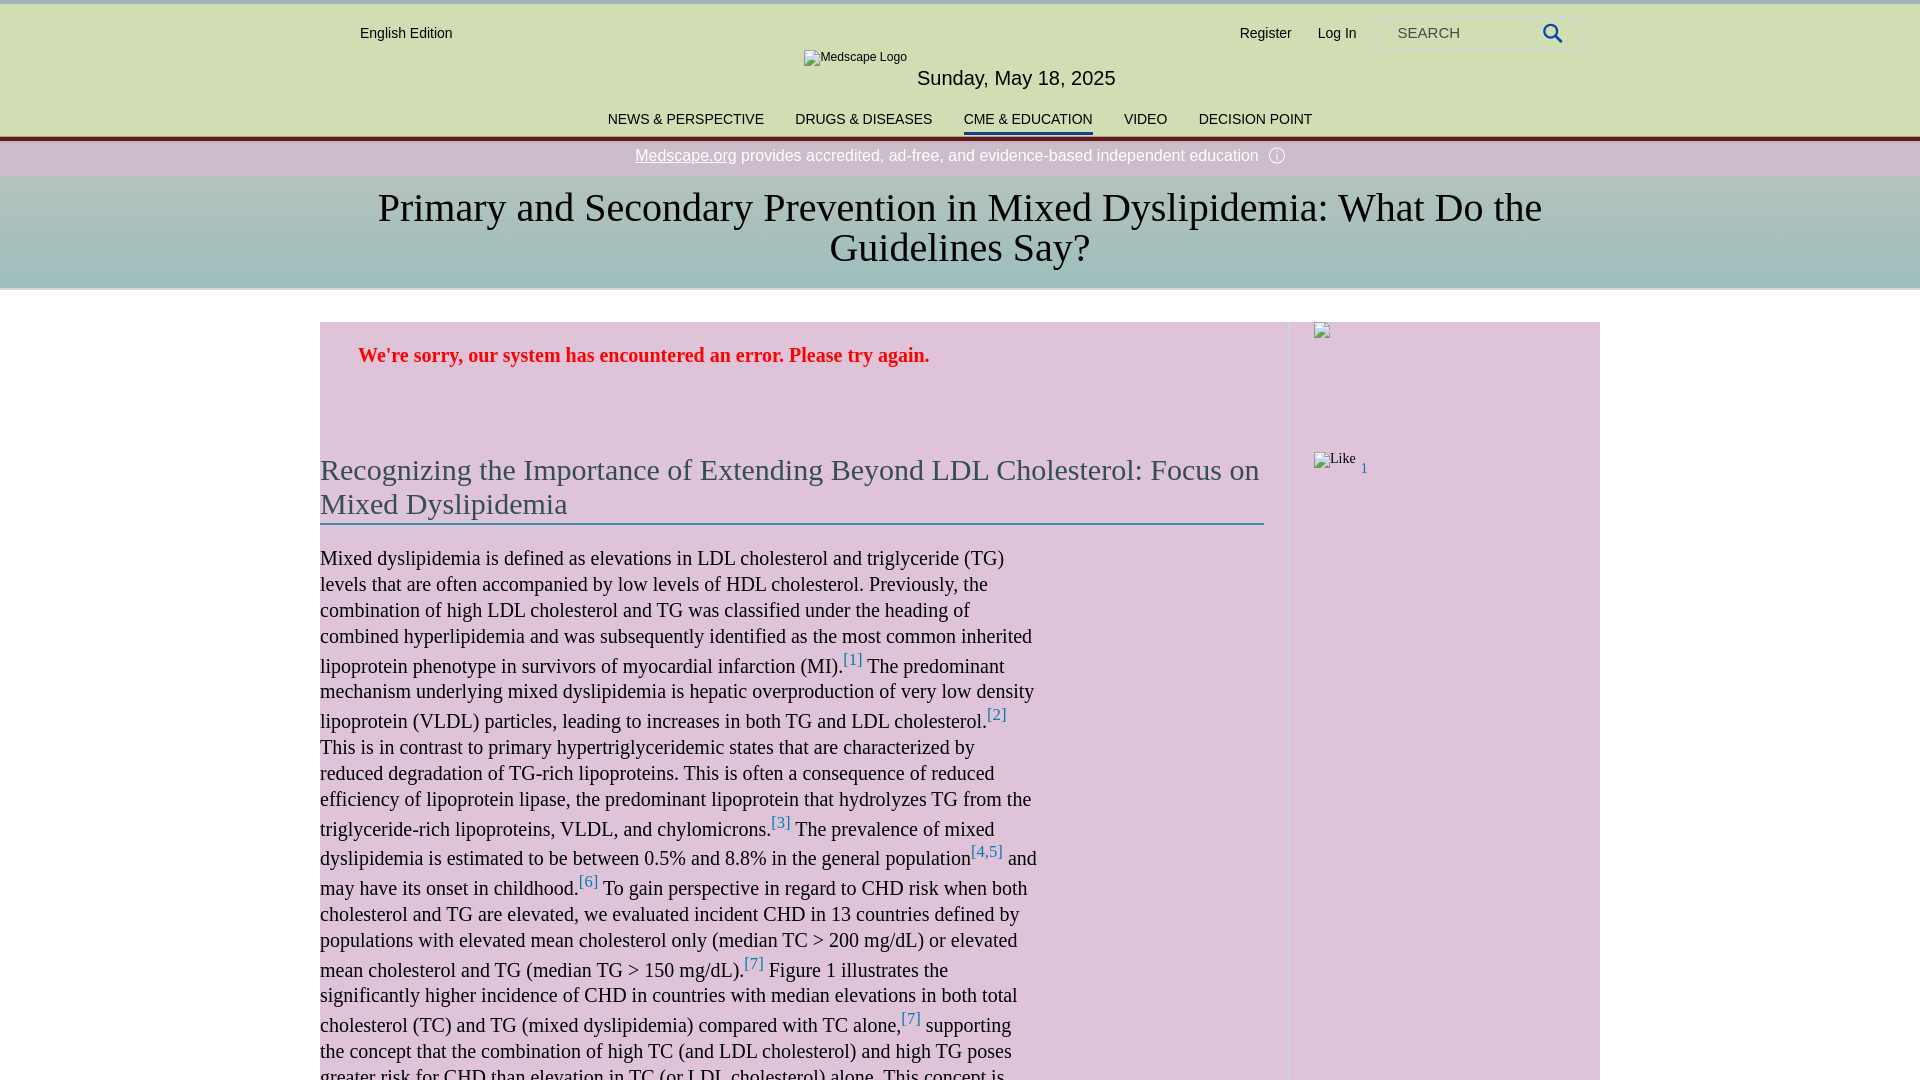 English Edition
Register
Log In
SEARCH
Medscape Logo
Sunday, May 18, 2025
NEWS & PERSPECTIVE
DRUGS & DISEASES
CME & EDUCATION
VIDEO
DECISION POINT
Medscape.org provides accredited, ad-free, and evidence-based independent education ⓘ
Primary and Secondary Prevention in Mixed Dyslipidemia: What Do the
Guidelines Say?
We're sorry, our system has encountered an error. Please try again.
Recognizing the Importance of Extending Beyond LDL Cholesterol: Focus on
Mixed Dyslipidemia
Mixed dyslipidemia is defined as elevations in LDL cholesterol and triglyceride (TG)
levels that are often accompanied by low levels of HDL cholesterol. Previously, the
combination of high LDL cholesterol and TG was classified under the heading of
combined hyperlipidemia and was subsequently identified as the most common inherited
lipoprotein phenotype in survivors of myocardial infarction (MI).[1] The predominant
mechanism underlying mixed dyslipidemia is hepatic overproduction of very low density
lipoprotein (VLDL) particles, leading to increases in both TG and LDL cholesterol.[2]
This is in contrast to primary hypertriglyceridemic states that are characterized by
reduced degradation of TG-rich lipoproteins. This is often a consequence of reduced
efficiency of lipoprotein lipase, the predominant lipoprotein that hydrolyzes TG from the
triglyceride-rich lipoproteins, VLDL, and chylomicrons.[3] The prevalence of mixed
dyslipidemia is estimated to be between 0.5% and 8.8% in the general population[4,5] and
may have its onset in childhood.[6] To gain perspective in regard to CHD risk when both
cholesterol and TG are elevated, we evaluated incident CHD in 13 countries defined by
populations with elevated mean cholesterol only (median TC > 200 mg/dL) or elevated
mean cholesterol and TG (median TG > 150 mg/dL).[7] Figure 1 illustrates the
significantly higher incidence of CHD in countries with median elevations in both total
cholesterol (TC) and TG (mixed dyslipidemia) compared with TC alone,[7] supporting
the concept that the combination of high TC (and LDL cholesterol) and high TG poses
greater risk for CHD than elevation in TC (or LDL cholesterol) alone. This concept is
Like
1